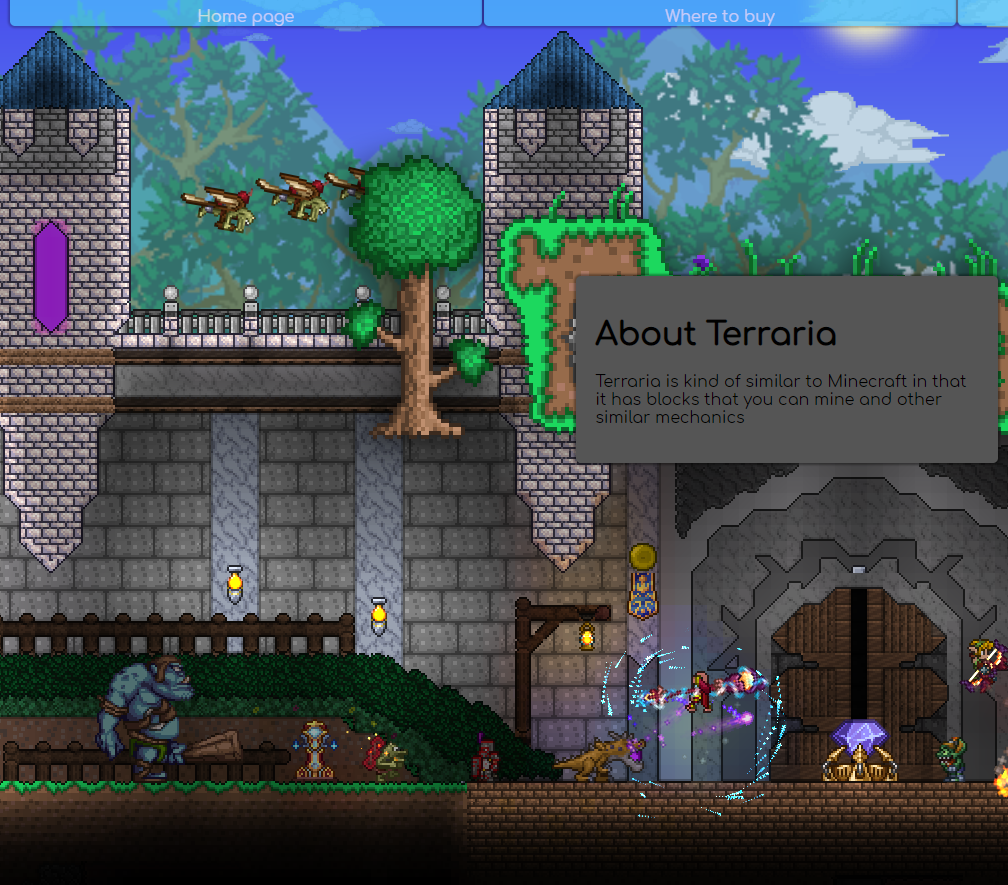 Home page
Where to buy
About Terraria
Terraria is kind of similar to Minecraft in that
it has blocks that you can mine and other
similar mechanics